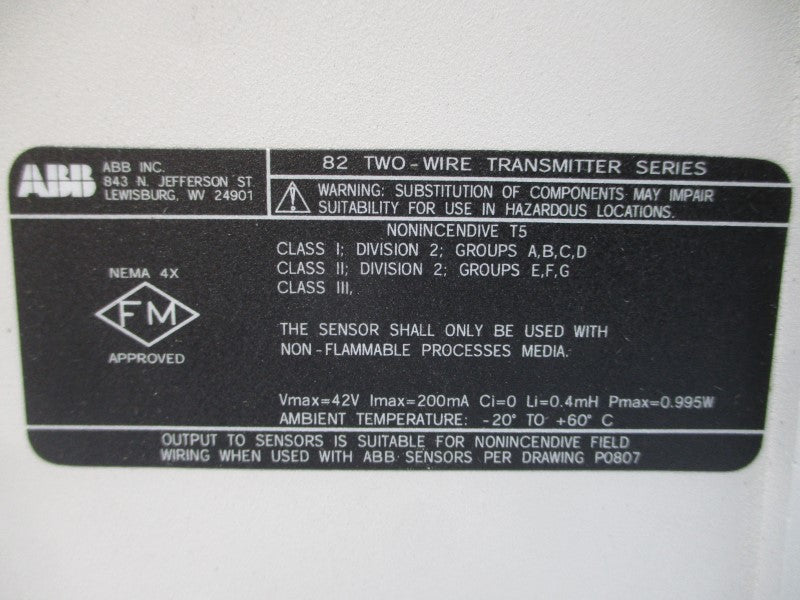 ABB
ABB INC.
843 N. JEFFERSON ST
LEWISBURG, WV 24901
82 TWO-WIRE TRANSMITTER SERIES
WARNING: SUBSTITUTION OF COMPONENTS MAY IMPAIR
SUITABILITY FOR USE IN HAZARDOUS LOCATIONS.
NONINCENDIVE T5
CLASS I; DIVISION 2; GROUPS A,B,C,D
CLASS II; DIVISION 2; GROUPS E,F,G
CLASS III,
NEMA 4X
FM
APPROVED
THE SENSOR SHALL ONLY BE USED WITH
NON-FLAMMABLE PROCESSES MEDIA.
Vmax=42V Imax=200mA Ci=0 Li=0.4mH Pmax=0.995W
AMBIENT TEMPERATURE: -20° TO +60° C
OUTPUT TO SENSORS IS SUITABLE FOR NONINCENDIVE FIELD
WIRING WHEN USED WITH ABB SENSORS PER DRAWING P0807